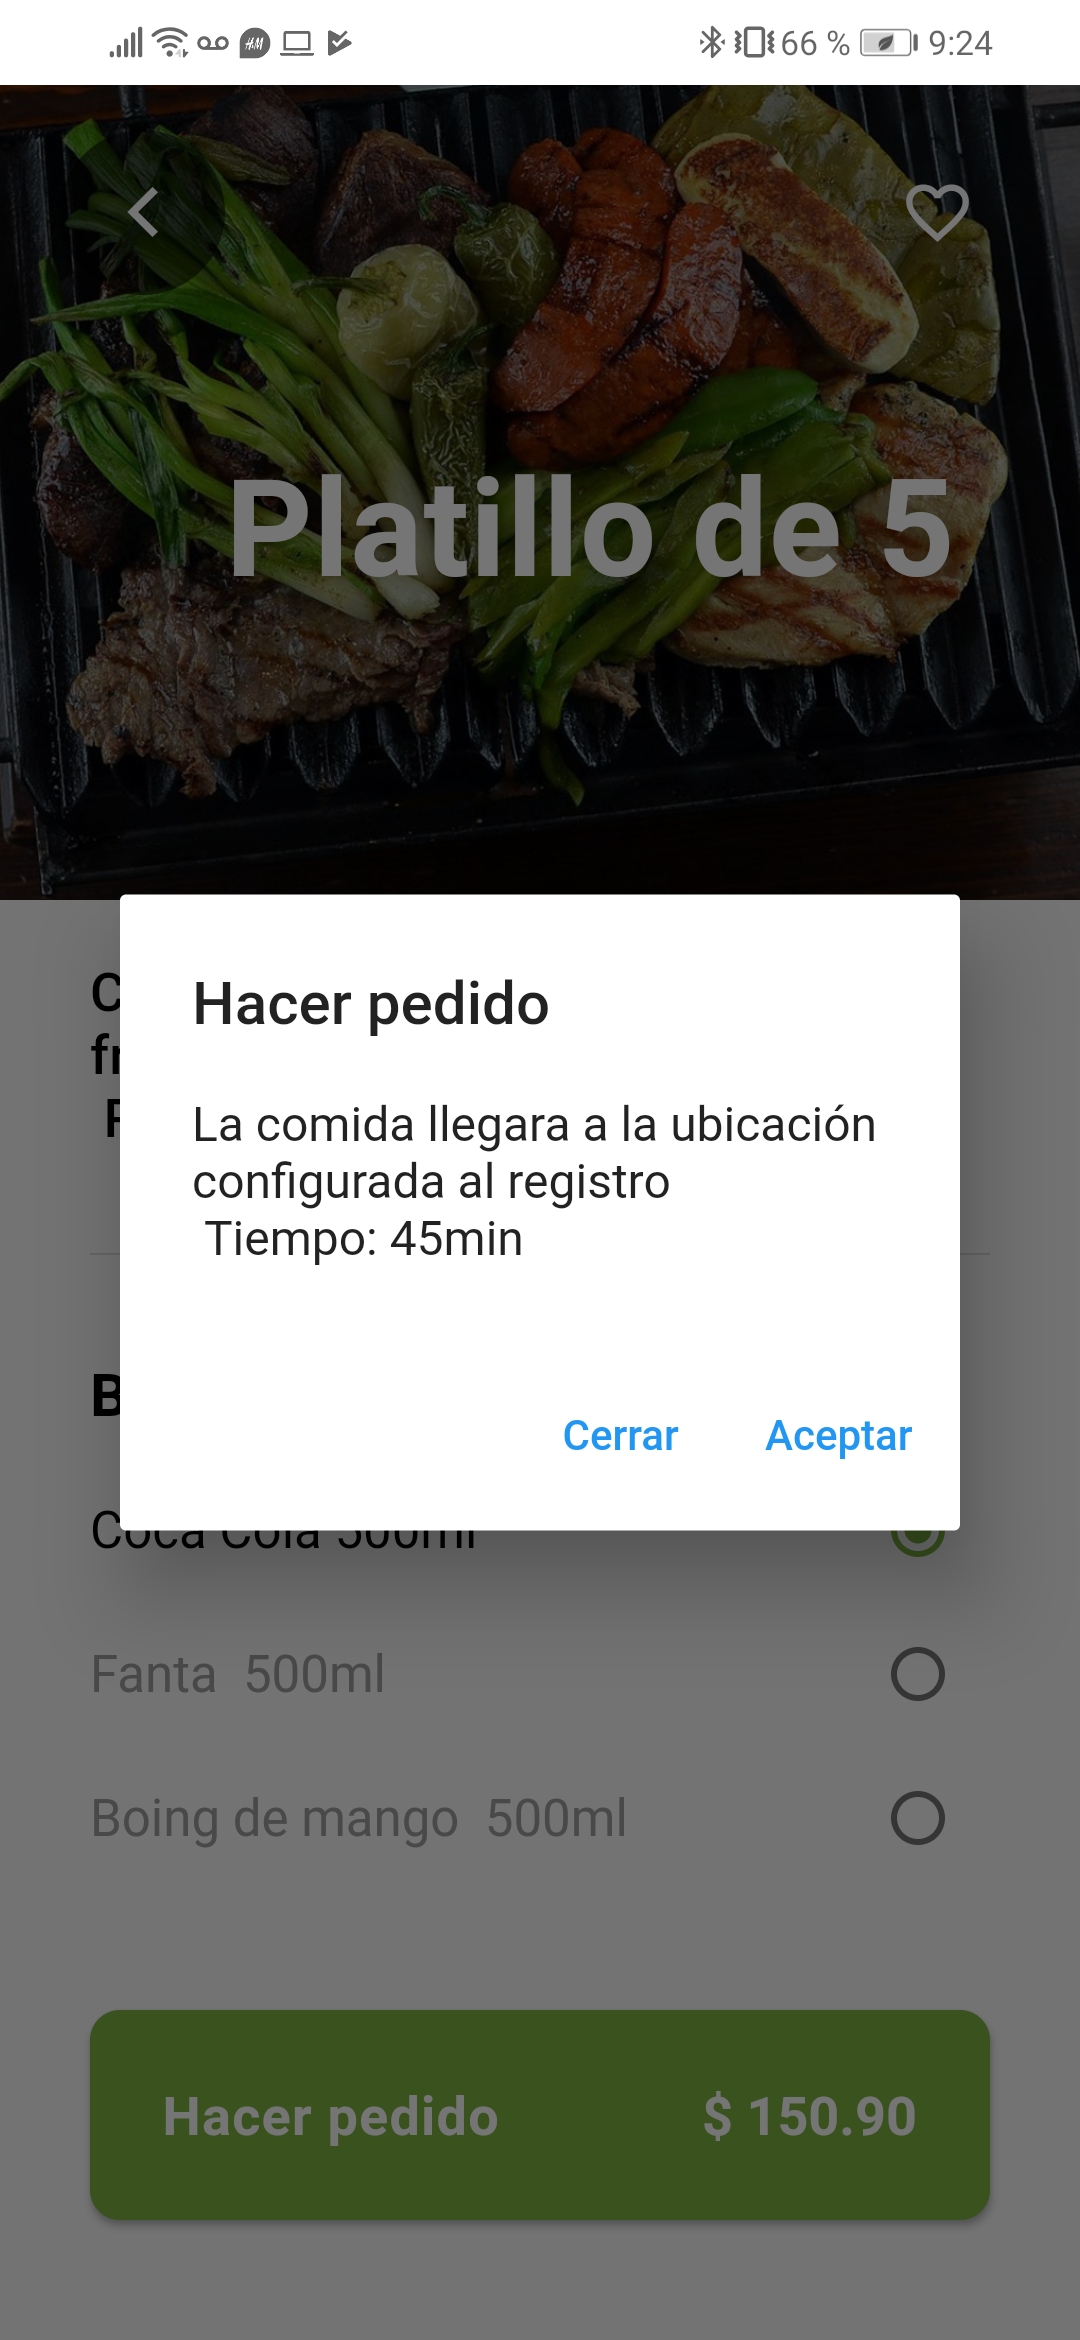 66 % 9:24
Platillo de 5
Hacer pedido
La comida llegara a la ubicación
configurada al registro
Tiempo: 45min
Cerrar Aceptar
Coca Cola 500ml
Fanta 500ml
Boing de mango 500ml
Hacer pedido $ 150.90